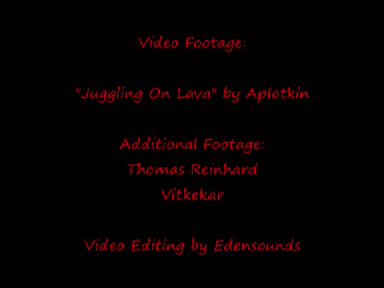 Video Footage:
"Juggling On Lava" by Aplotkin
Additional Footage:
Thomas Reinhard
Vitkekar
Video Editing by Edensounds